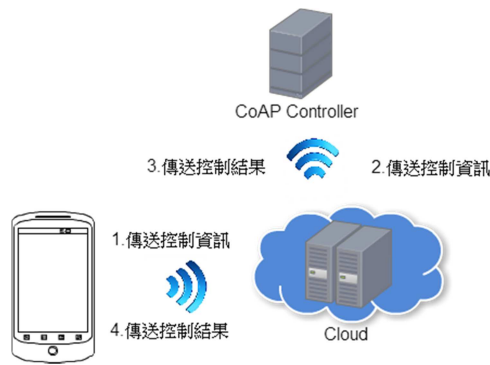 CoAP Controller
3.傳送控制結果
2.傳送控制資訊
1.傳送控制資訊
4.傳送控制結果
Cloud